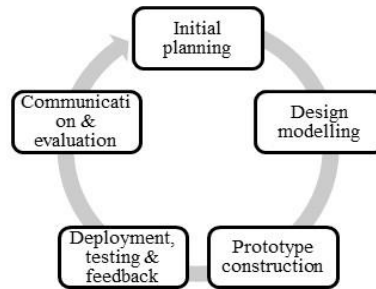 Initial
planning
Design
modelling
Prototype
construction
Deployment,
testing &
feedback
Communicati
on &
evaluation